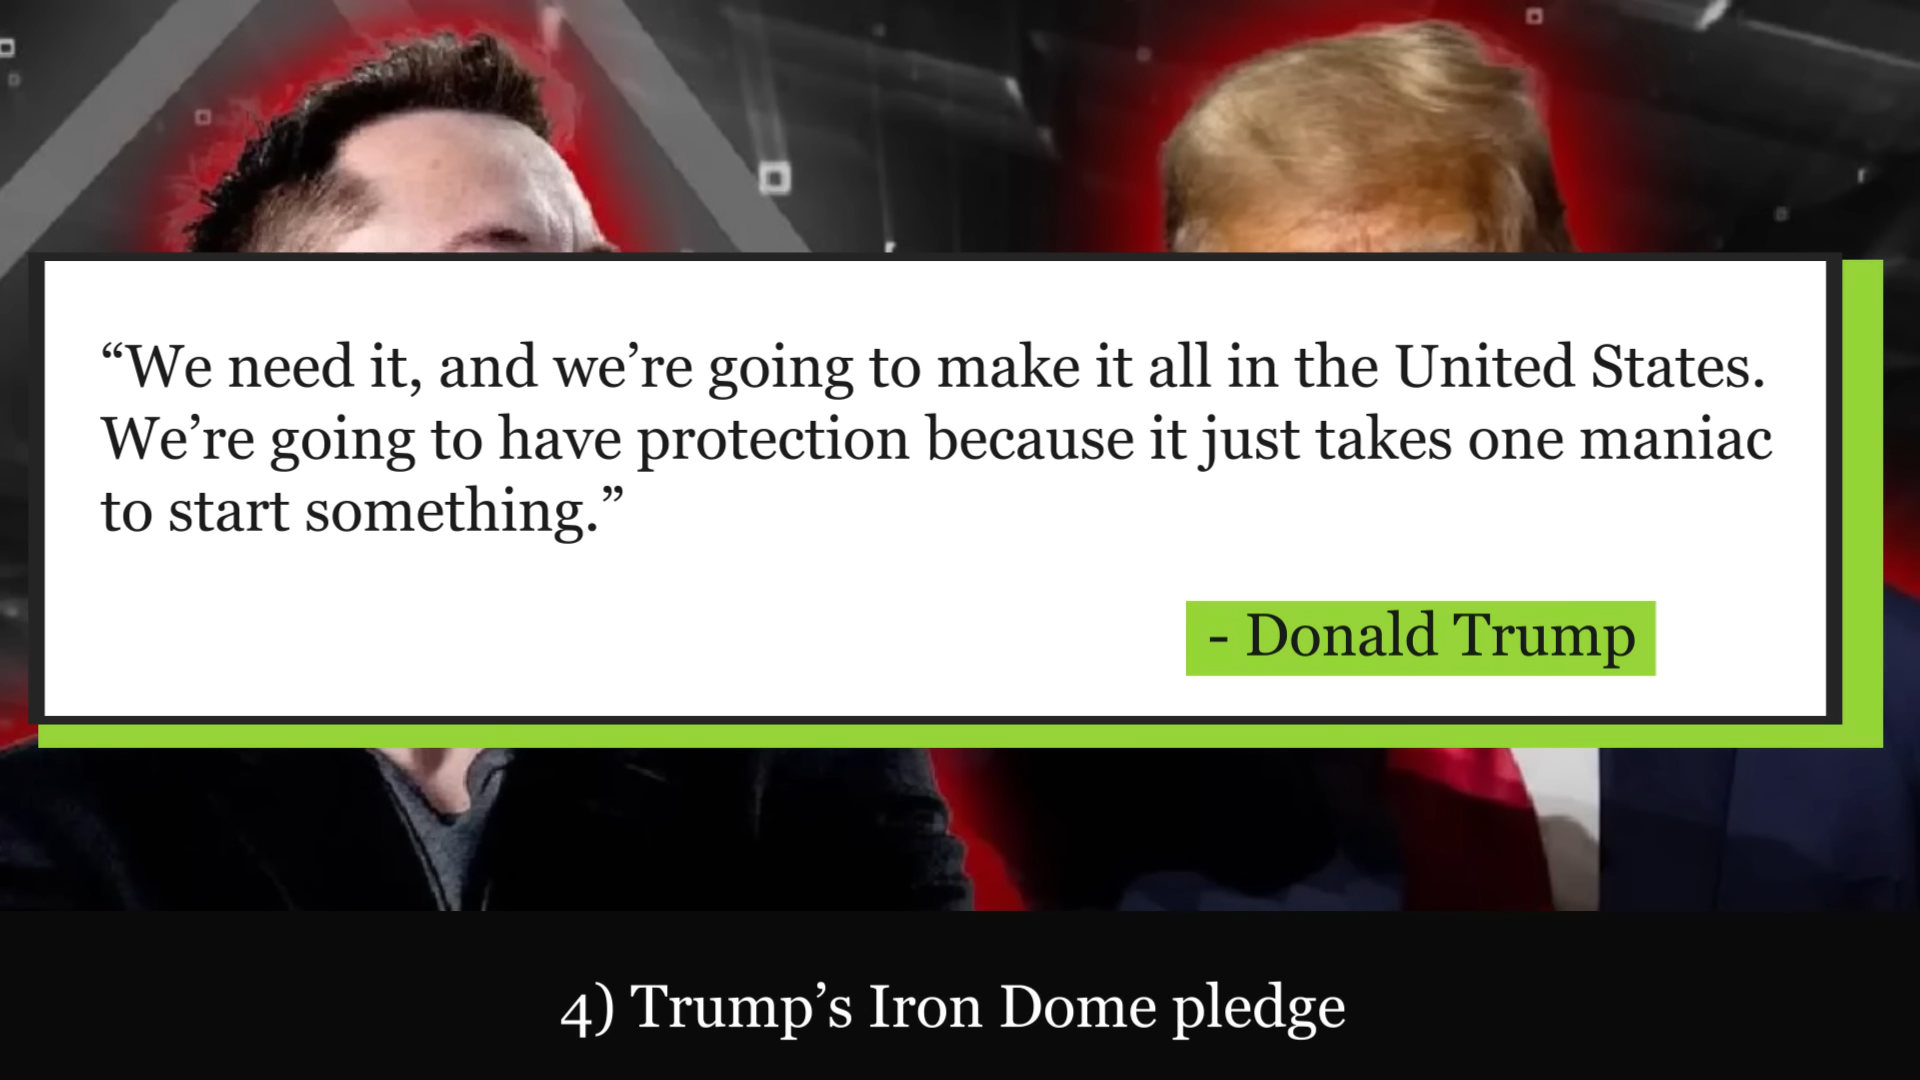 “We need it, and we’re going to make it all in the United States.
We’re going to have protection because it just takes one maniac
to start something.”
- Donald Trump
4) Trump’s Iron Dome pledge